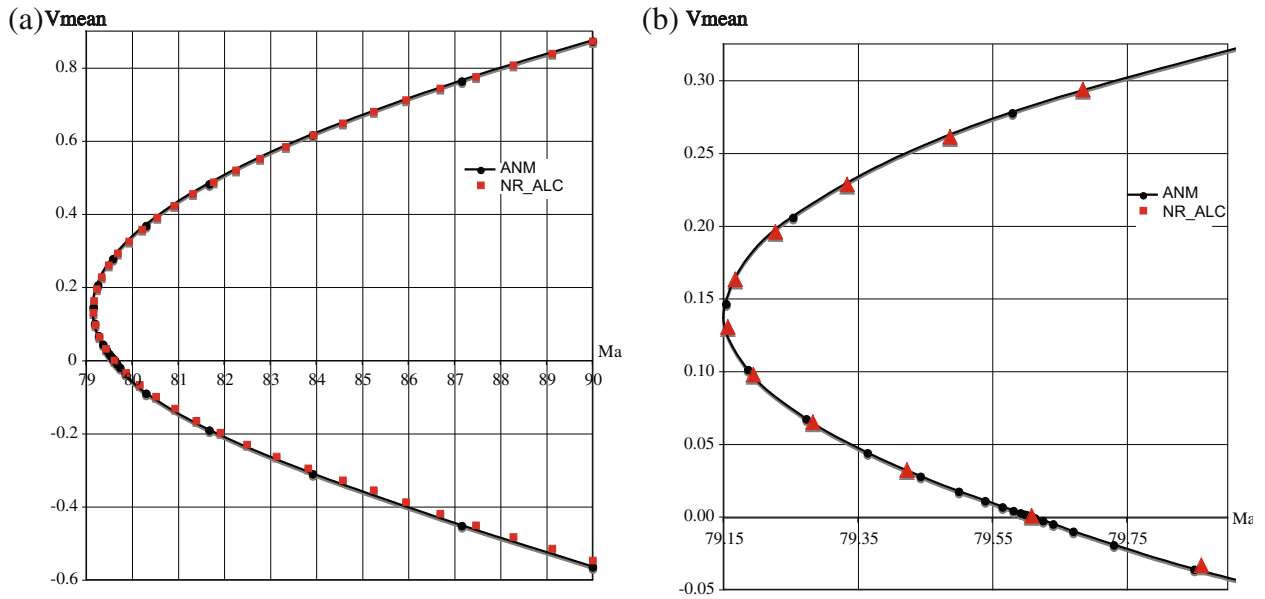 (a) Vmean
0.8
0.6
0.4
0.2
0
-0.2
-0.4
-0.6
79 80 81 82 83 84 85 86 87 88 89 90
Ma
ANM
NR_ALC
(b) Vmean
0.30
0.25
0.20
0.15
0.10
0.05
0.00
-0.05
79.15 79.35 79.55 79.75
Ma
ANM
NR_ALC